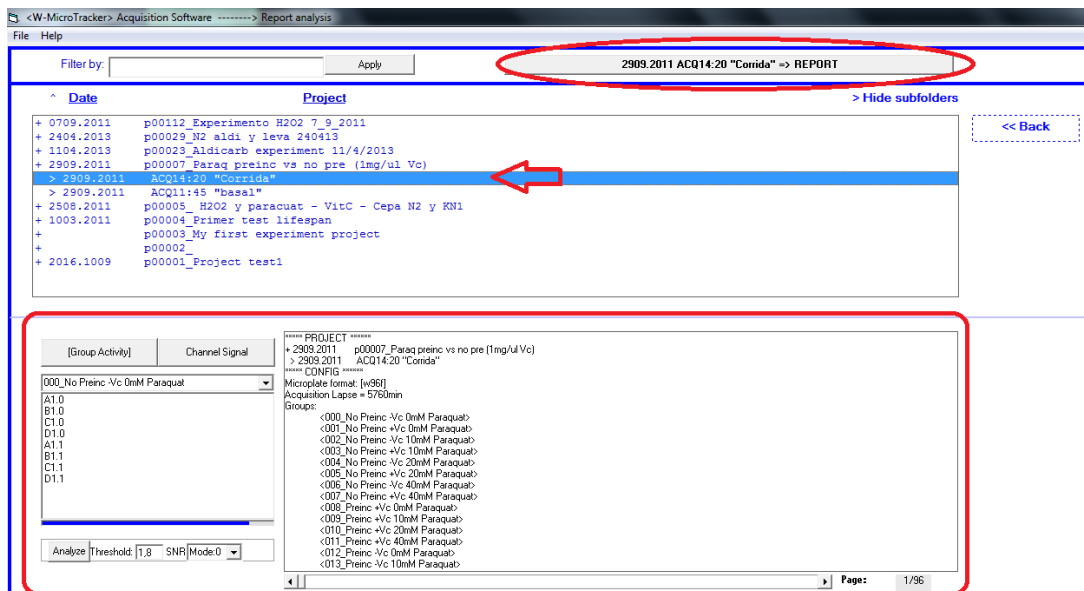 <W-MicroTracker> Acquisition Software --------> Report analysis
File Help
Filter by: Apply 2909.2011 ACQ14:20 "Corrida" => REPORT
^ Date Project > Hide subfolders
<< Back
+ 0709.2011 p00112_Experimento H2O2 7_9_2011
+ 2404.2013 p00029_N2 aldi y leva 240413
+ 1104.2013 p00023_Aldicarb experiment 11/4/2013
+ 2909.2011 p00007_Paraq preinc vs no pre (1mg/ul Vc)
> 2909.2011 ACQ14:20 "Corrida"
> 2909.2011 ACQ11:45 "basal"
+ 2508.2011 p00005_ H2O2 y paracuat - VitC - Cepa N2 y KN1
+ 1003.2011 p00004_Primer test lifespan
+ p00003_My first experiment project
+ p00002_
+ 2016.1009 p00001_Project test1
[Group Activity] Channel Signal
000_No Preinc -Vc 0mM Paraquat
A1.0
B1.0
C1.0
D1.0
A1.1
B1.1
C1.1
D1.1
Analyze Threshold: 1,8 SNR Mode:0
***** PROJECT ******
+ 2909.2011 p00007_Paraq preinc vs no pre (1mg/ul Vc)
> 2909.2011 ACQ14:20 "Corrida"
***** CONFIG ******
Microplate format: [w96f]
Acquisition Lapse = 5760min
Groups:
<000_No Preinc -Vc 0mM Paraquat>
<001_No Preinc +Vc 0mM Paraquat>
<002_No Preinc -Vc 10mM Paraquat>
<003_No Preinc +Vc 10mM Paraquat>
<004_No Preinc -Vc 20mM Paraquat>
<005_No Preinc +Vc 20mM Paraquat>
<006_No Preinc -Vc 40mM Paraquat>
<007_No Preinc +Vc 40mM Paraquat>
<008_Preinc +Vc 0mM Paraquat>
<009_Preinc +Vc 10mM Paraquat>
<010_Preinc +Vc 20mM Paraquat>
<011_Preinc +Vc 40mM Paraquat>
<012_Preinc -Vc 0mM Paraquat>
<013_Preinc -Vc 10mM Paraquat>
Page: 1/96